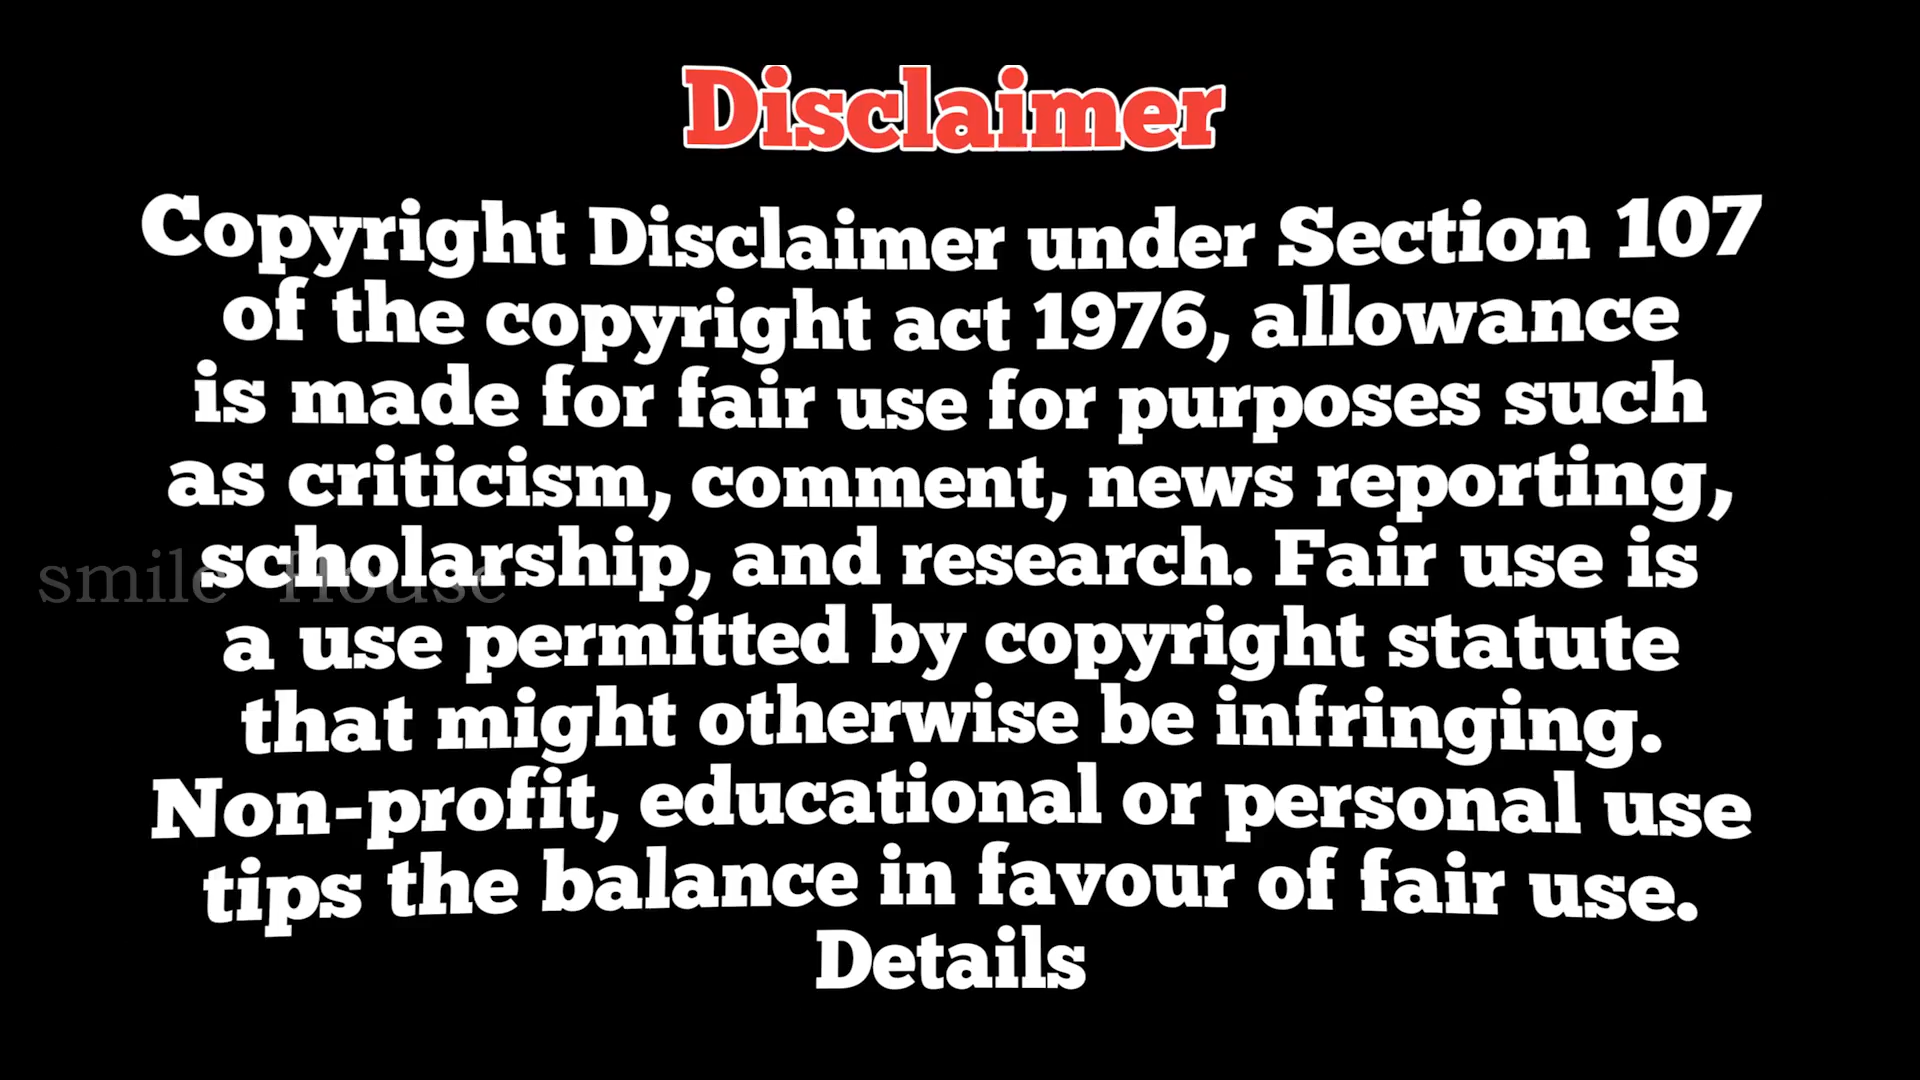 Disclaimer
Copyright Disclaimer under Section 107
of the copyright act 1976, allowance
is made for fair use for purposes such
as criticism, comment, news reporting,
scholarship, and research. Fair use is
smile House
a use permitted by copyright statute
that might otherwise be infringing.
Non-profit, educational or personal use
tips the balance in favour of fair use.
Details